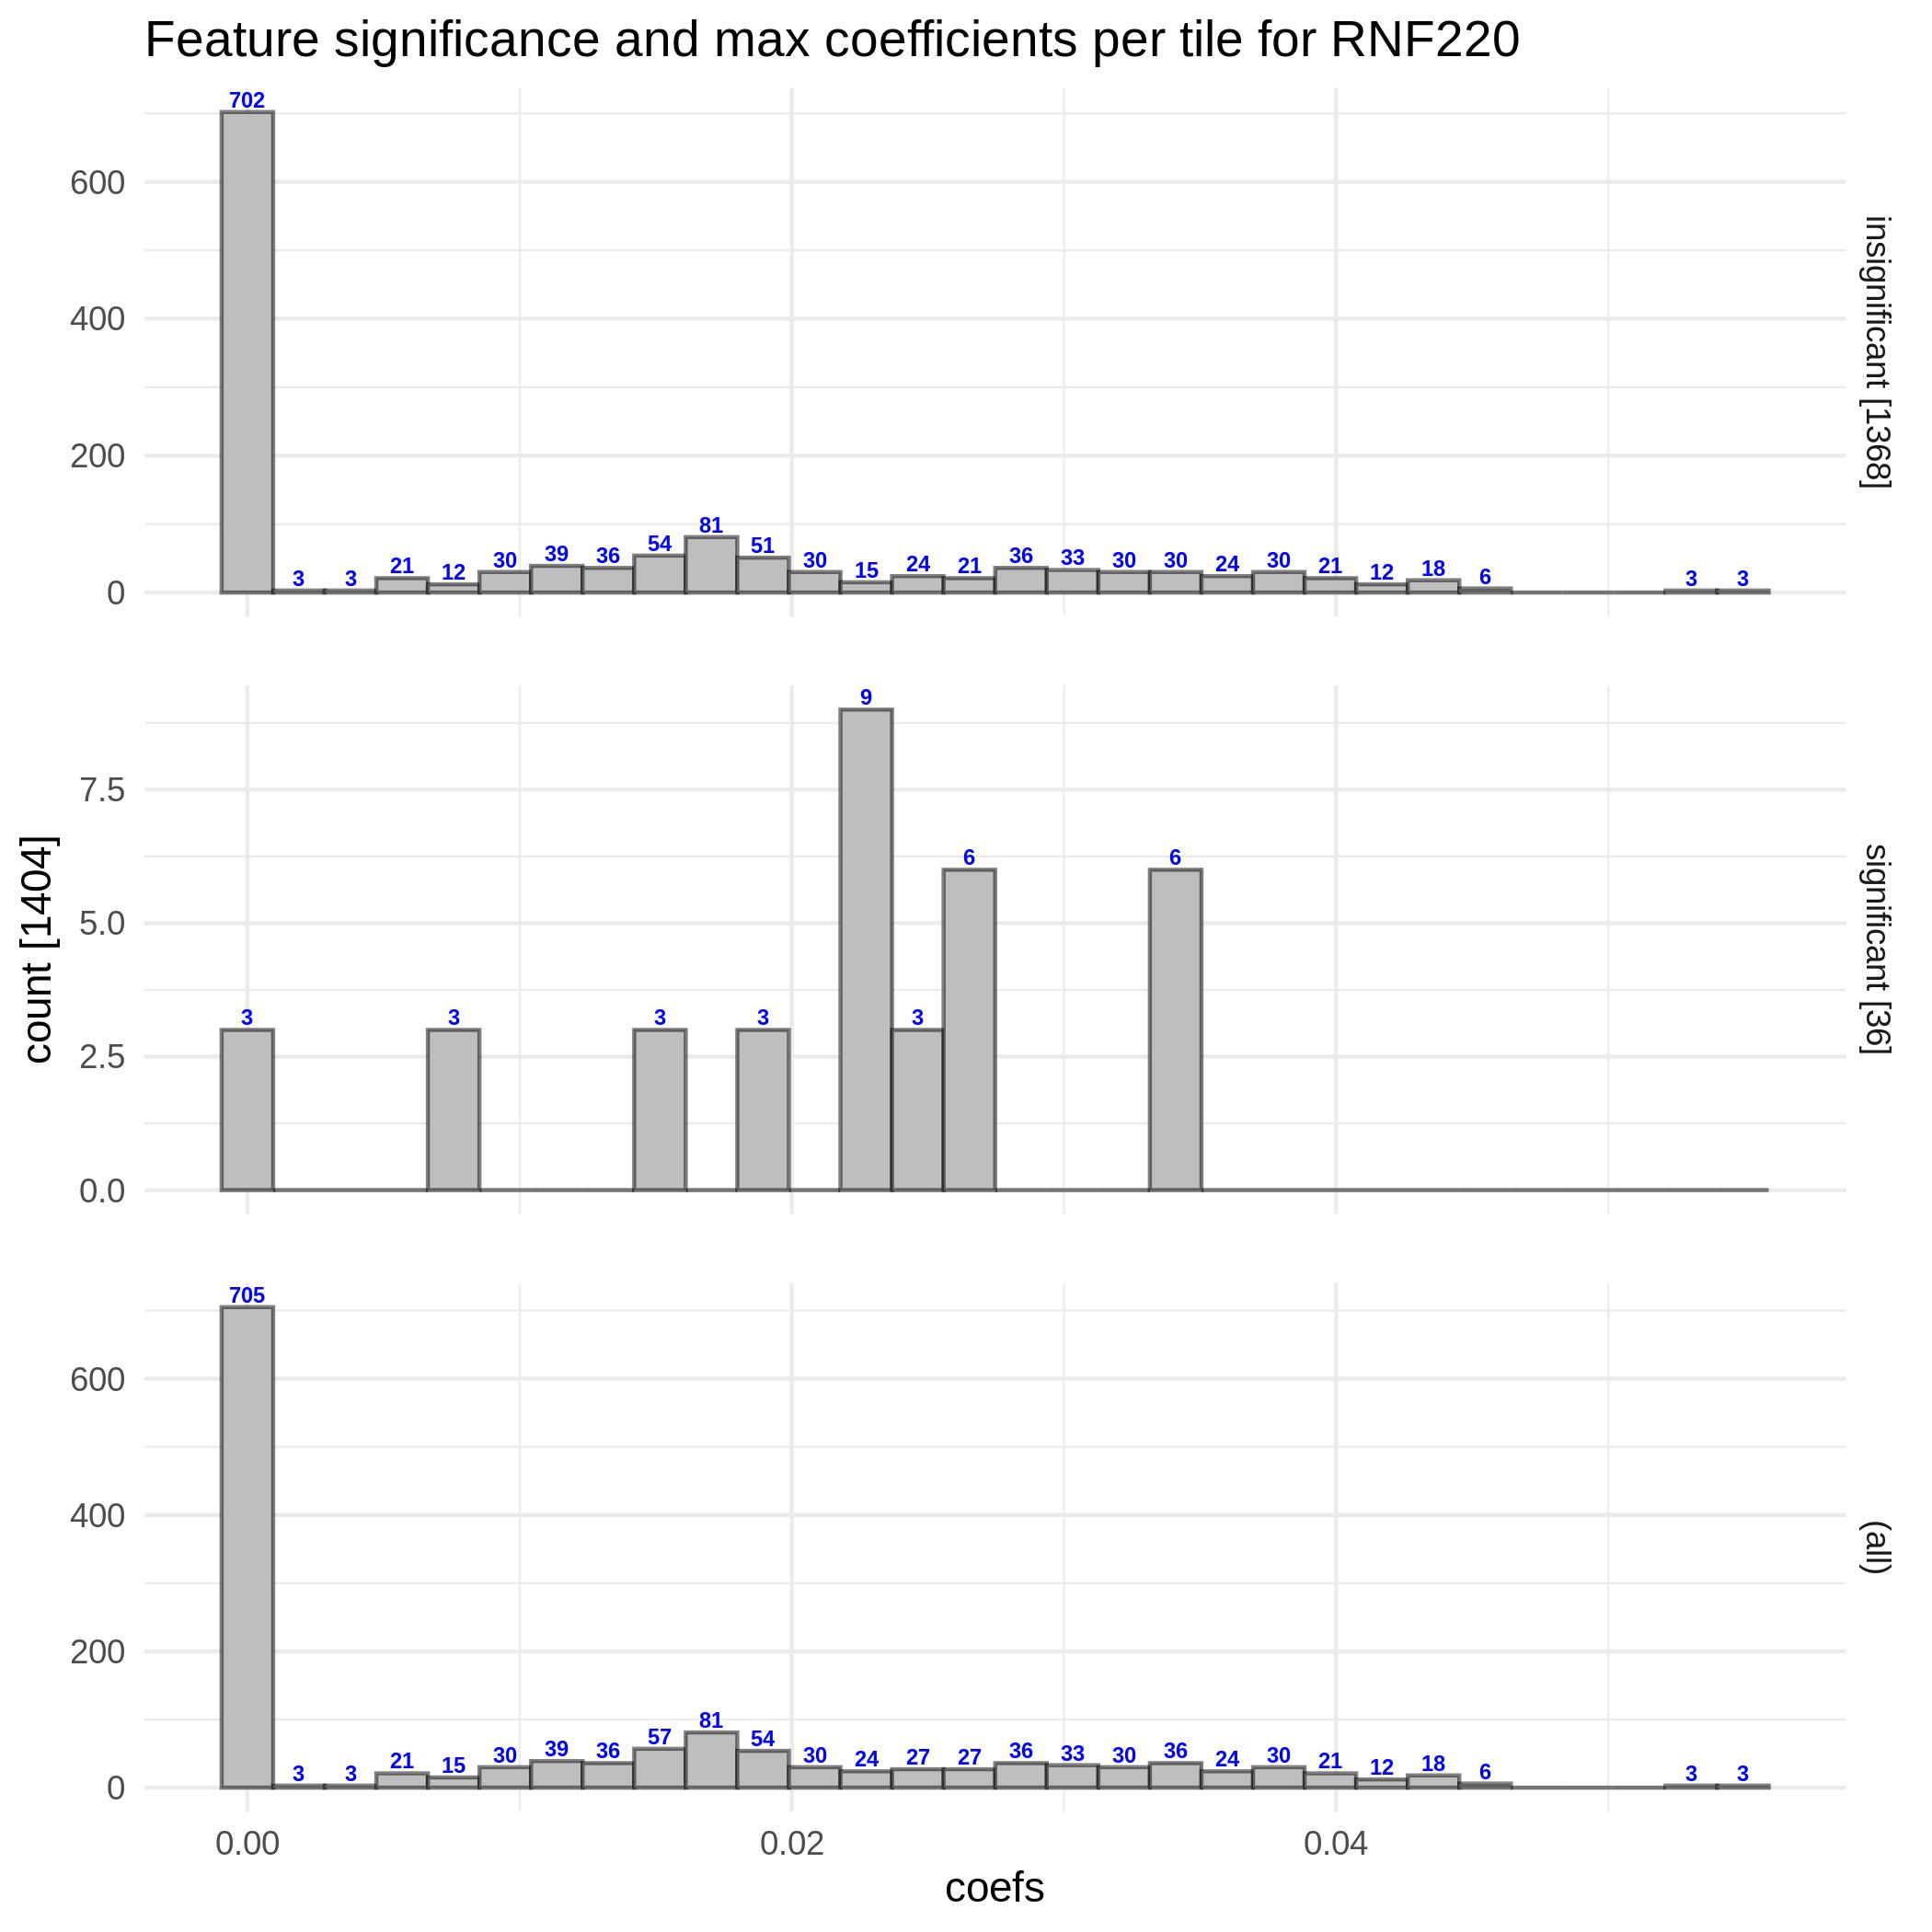 Feature significance and max coefficients per tile for RNF220
702
600
400
200
0
3 3 21 12 30 39 36 54 81 51 30 15 24 21 36 33 30 30 24 30 21 12 18 6 3 3
insignificant [1368]
count [1404]
9
7.5
6 6
5.0
3 3 3 3 3
2.5
0.0
significant [36]
705
600
400
200
0
3 3 21 15 30 39 36 57 81 54 30 24 27 27 36 33 30 36 24 30 21 12 18 6 3 3
(all)
0.00 0.02 0.04
coefs